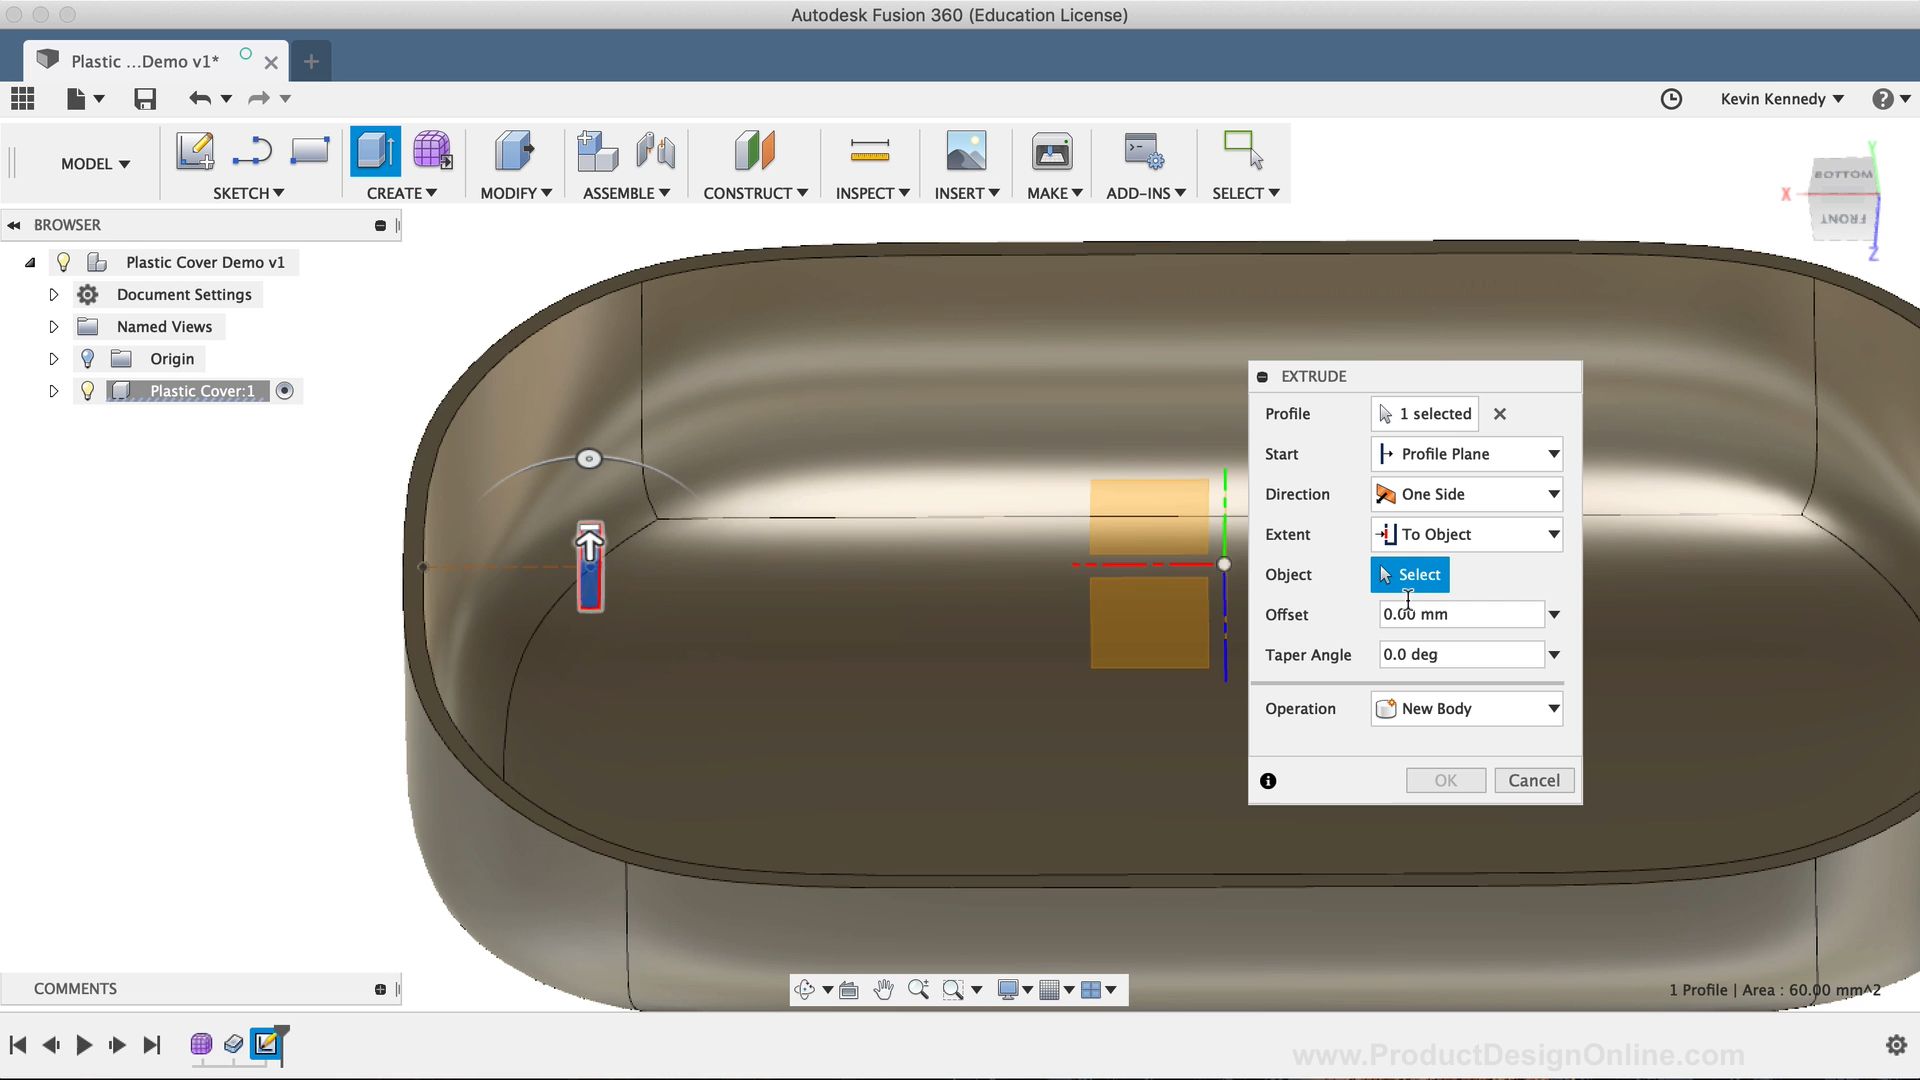 Autodesk Fusion 360 (Education License)
Plastic ...Demo v1*
Kevin Kennedy
MODEL
SKETCH
CREATE
MODIFY
ASSEMBLE
CONSTRUCT
INSPECT
INSERT
MAKE
ADD-INS
SELECT
Y
BOTTOM
X
FRONT
Z
BROWSER
Plastic Cover Demo v1
Document Settings
Named Views
Origin
Plastic Cover:1
EXTRUDE
Profile 1 selected
Start Profile Plane
Direction One Side
Extent To Object
Object Select
Offset 0.00 mm
Taper Angle 0.0 deg
Operation New Body
OK Cancel
COMMENTS
1 Profile | Area : 60.00 mm^2
www.ProductDesignOnline.com